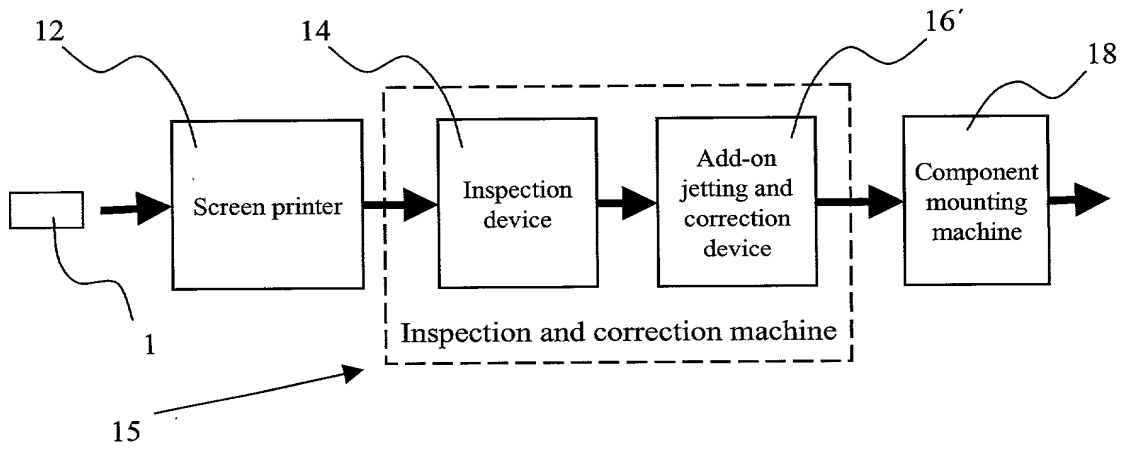 12
14
16′
18
Screen printer
Inspection
device
Add-on
jetting and
correction
device
Component
mounting
machine
Inspection and correction machine
1
15